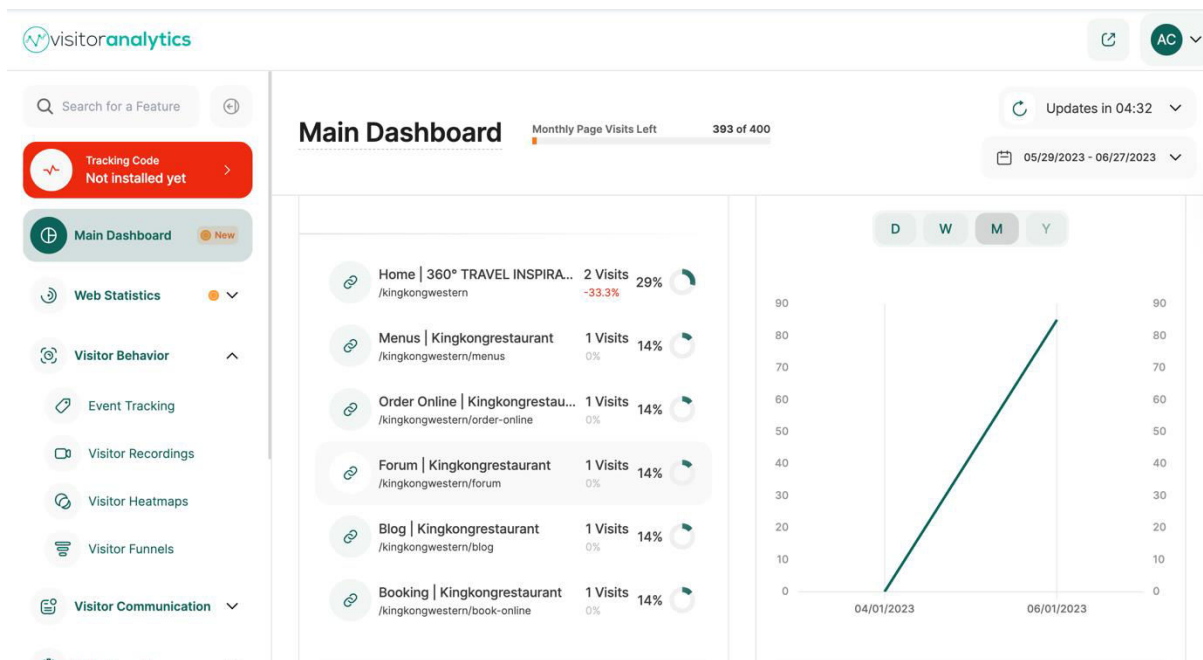 visitoranalytics
AC
Search for a Feature
Tracking Code
Not installed yet
Main Dashboard New
Web Statistics
Visitor Behavior
Event Tracking
Visitor Recordings
Visitor Heatmaps
Visitor Funnels
Visitor Communication
Main Dashboard
Monthly Page Visits Left 393 of 400
Updates in 04:32
05/29/2023 - 06/27/2023
Home | 360° TRAVEL INSPIRA... 2 Visits 29%
/kingkongwestern -33.3%
Menus | Kingkongrestaurant 1 Visits 14%
/kingkongwestern/menus 0%
Order Online | Kingkongrestau... 1 Visits 14%
/kingkongwestern/order-online 0%
Forum | Kingkongrestaurant 1 Visits 14%
/kingkongwestern/forum 0%
Blog | Kingkongrestaurant 1 Visits 14%
/kingkongwestern/blog 0%
Booking | Kingkongrestaurant 1 Visits 14%
/kingkongwestern/book-online 0%
D W M Y
90 90
80 80
70 70
60 60
50 50
40 40
30 30
20 20
10 10
0 0
04/01/2023 06/01/2023